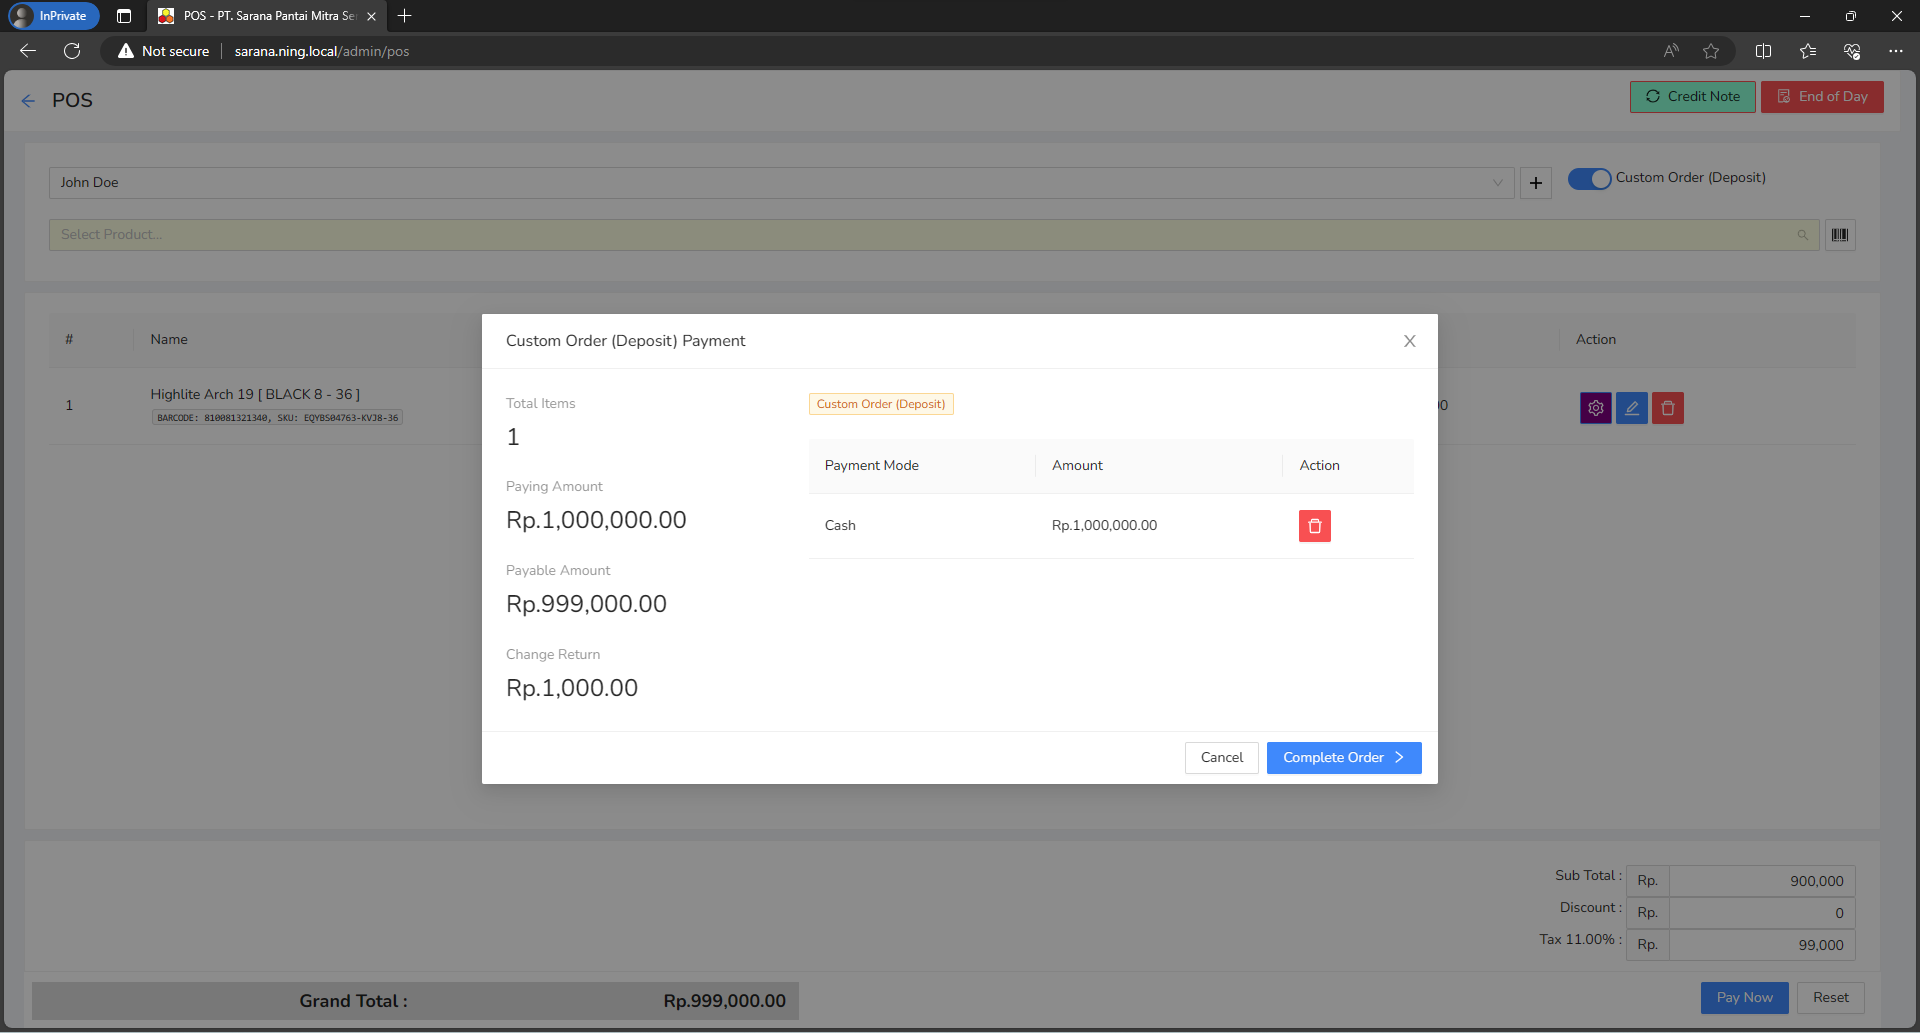 InPrivate
POS - PT. Sarana Pantai Mitra Se
Not secure
sarana.ning.local/admin/pos
POS
Credit Note
End of Day
John Doe
Custom Order (Deposit)
Select Product...
# Name Action
1 Highlite Arch 19 [ BLACK 8 - 36 ]
BARCODE: 810081321340, SKU: EQYBS04763-KVJ8-36
00
Custom Order (Deposit) Payment
Total Items
1
Paying Amount
Rp.1,000,000.00
Payable Amount
Rp.999,000.00
Change Return
Rp.1,000.00
Custom Order (Deposit)
Payment Mode Amount Action
Cash Rp.1,000,000.00
Cancel
Complete Order
Sub Total : Rp. 900,000
Discount : Rp. 0
Tax 11.00% : Rp. 99,000
Grand Total : Rp.999,000.00
Pay Now
Reset